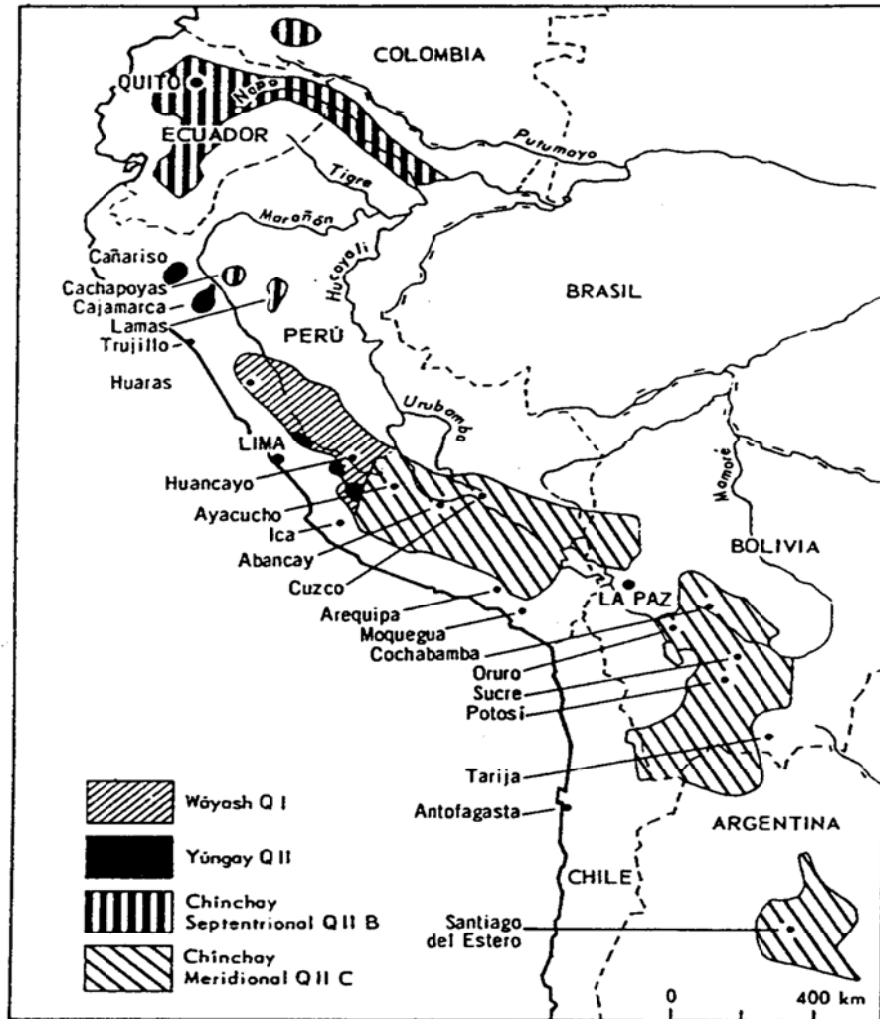 COLOMBIA
QUITO
Napo
ECUADOR
Putumayo
Tigre
Marañón
Cañariso
Cachapoyas
Cajamarca
Lamas
Trujillo
Hucayali
BRASIL
PERÚ
Huaras
Urubamba
LIMA
Mamoré
Huancayo
Ayacucho
Ica
Abancay
BOLIVIA
Cuzco
LA PAZ
Arequipa
Moquegua
Cochabamba
Oruro
Sucre
Potosí
Tarija
Antofagasta
ARGENTINA
CHILE
Santiago
del Estero
Wáyash Q I
Yúngay Q II
Chinchay
Septentrional Q II B
Chinchay
Meridional Q II C
0 400 km